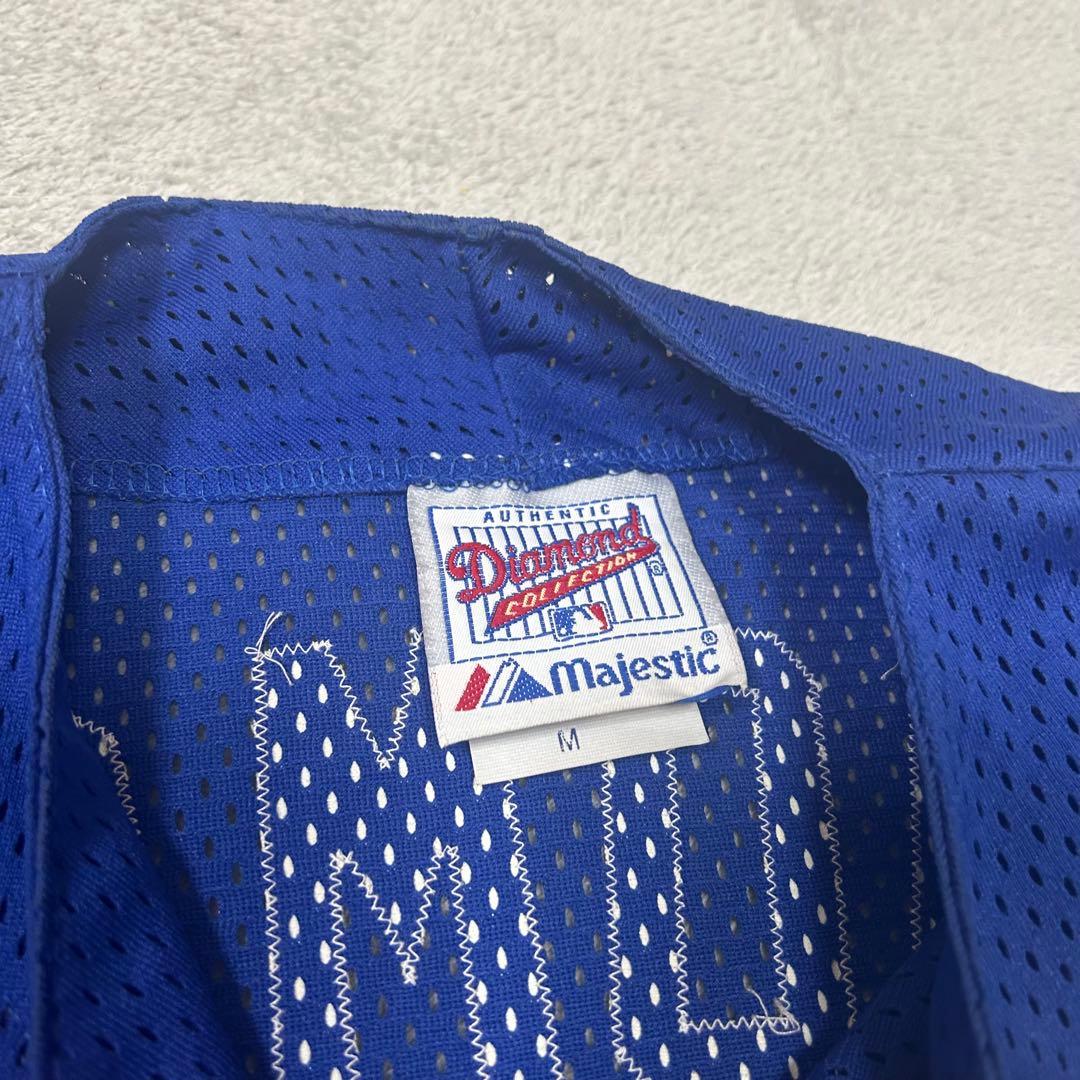 AUTHENTIC
Diamond ®
COLLECTION
Majestic ®
M